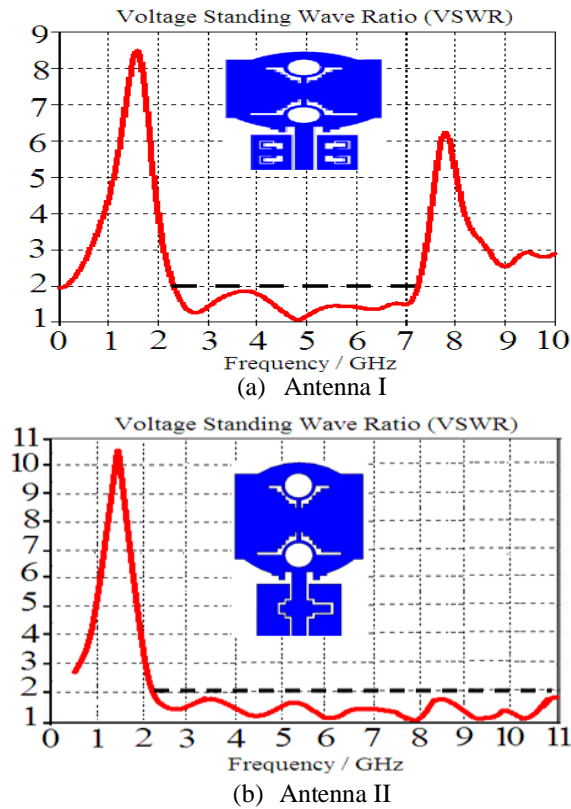 Voltage Standing Wave Ratio (VSWR)
9
8
7
6
5
4
3
2
1
0 1 2 3 4 5 6 7 8 9 10
Frequency / GHz
(a) Antenna I
Voltage Standing Wave Ratio (VSWR)
11
10
9
8
7
6
5
4
3
2
1
0 1 2 3 4 5 6 7 8 9 10 11
Frequency / GHz
(b) Antenna II